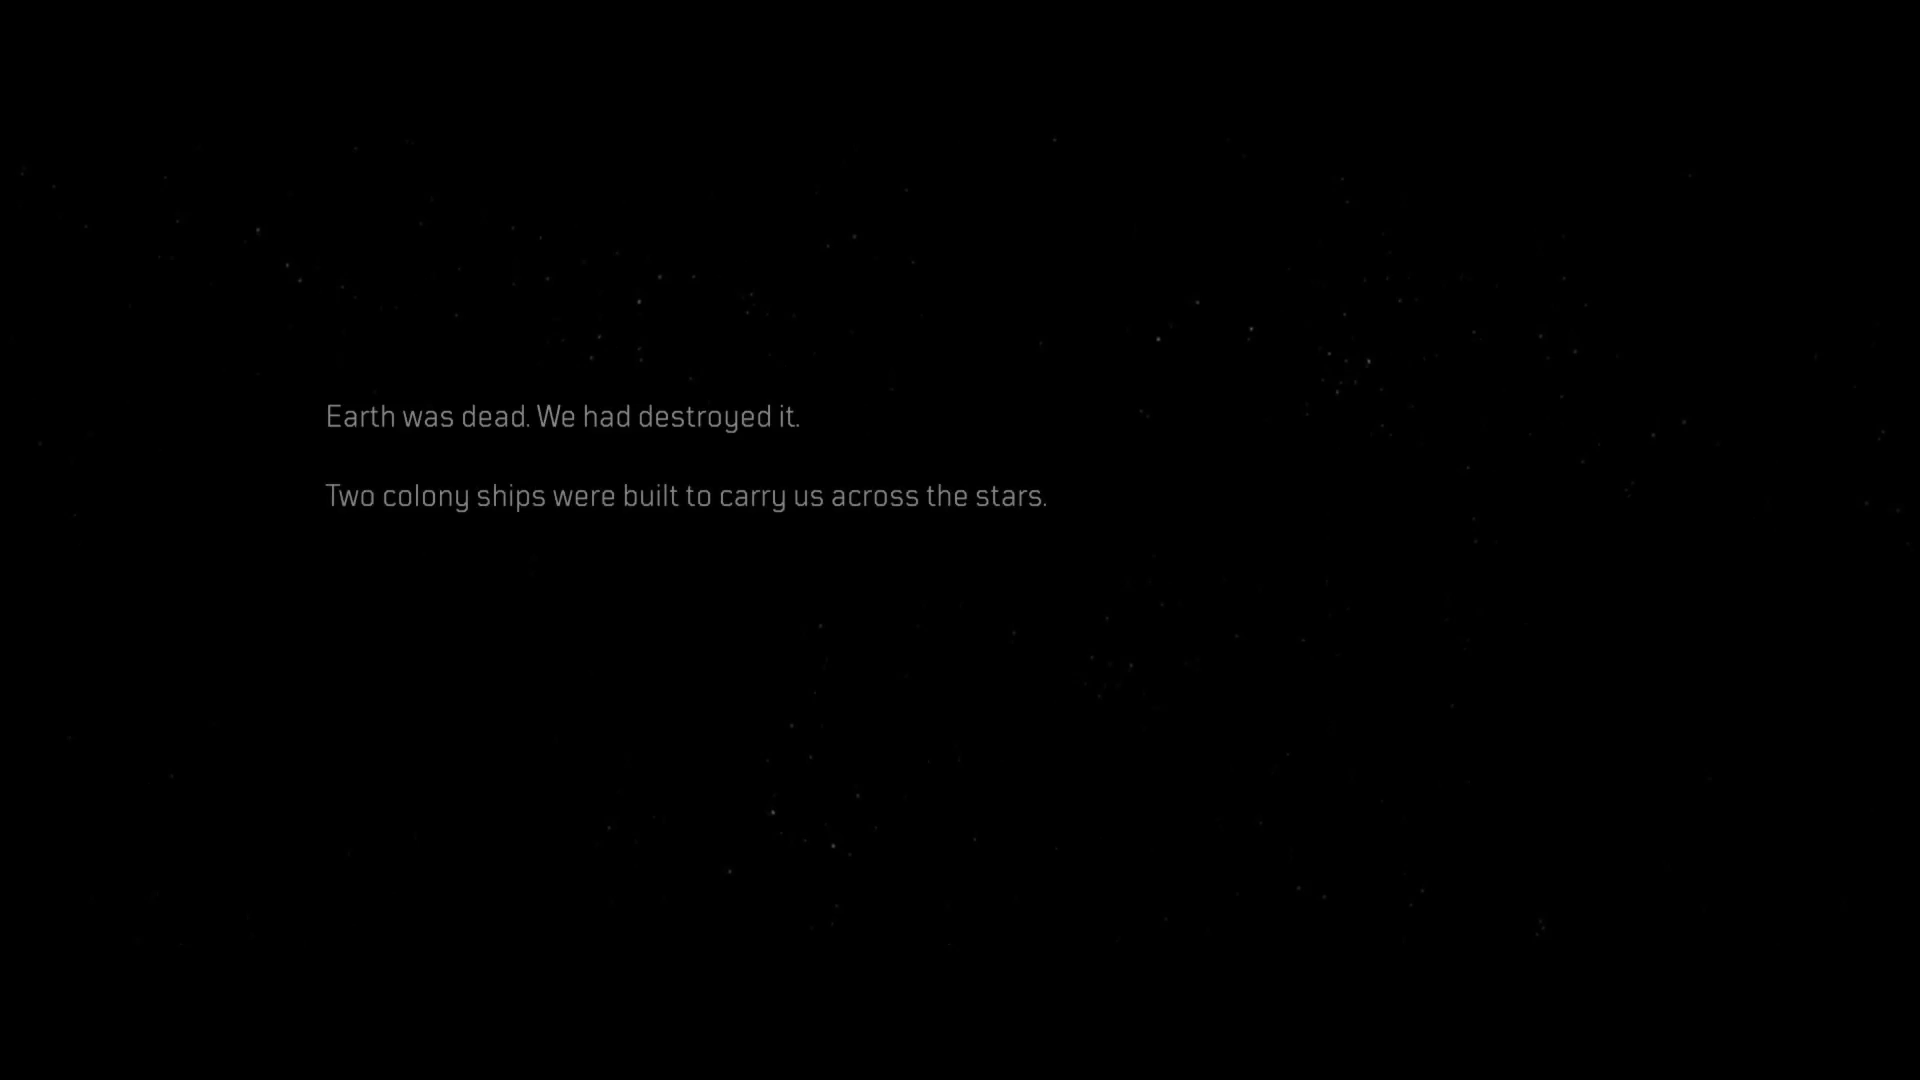 Earth was dead. We had destroyed it.
Two colony ships were built to carry us across the stars.